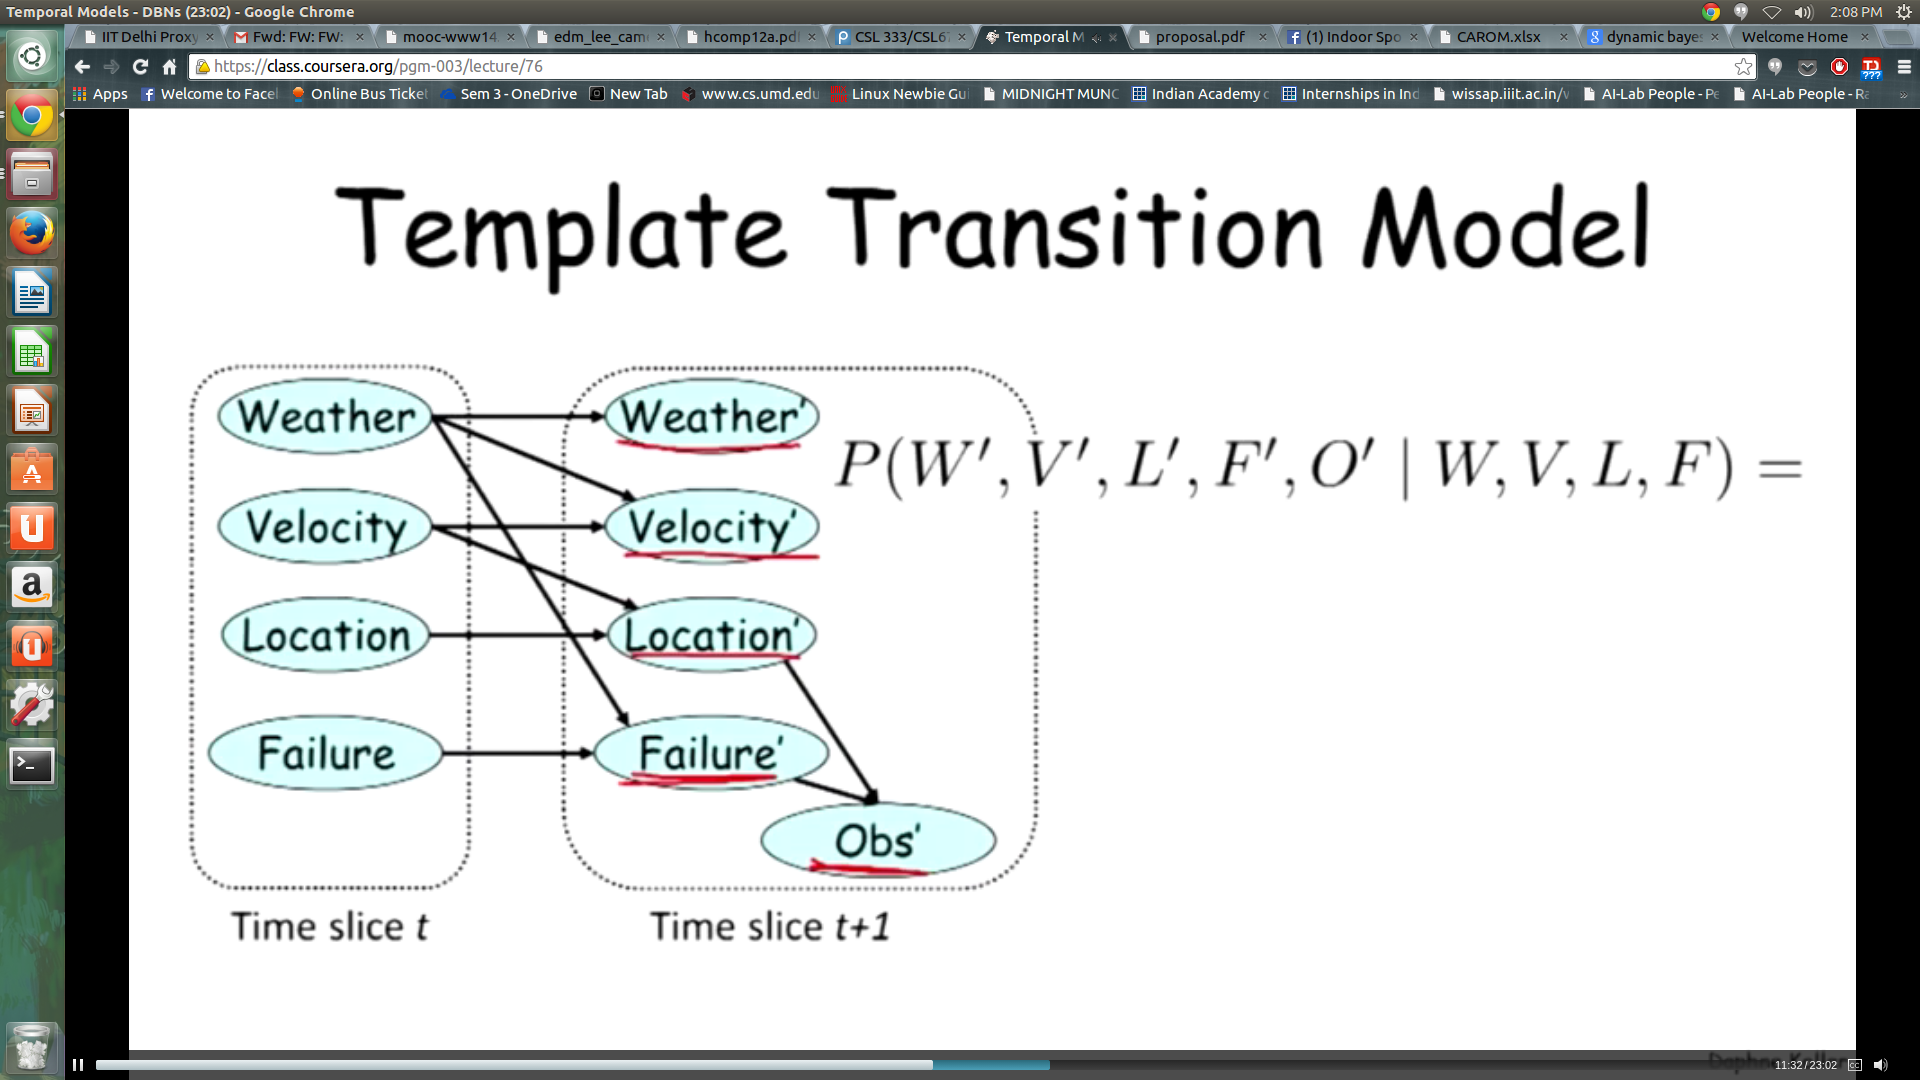 Temporal Models - DBNs (23:02) - Google Chrome
2:08 PM
IIT Delhi Proxy
Fwd: FW: FW:
mooc-www14
edm_lee_cam
hcomp12a.pdf
CSL 333/CSL6
Temporal M
proposal.pdf
(1) Indoor Spo
CAROM.xlsx
dynamic baye
Welcome Home
https://class.coursera.org/pgm-003/lecture/76
TJ
???
Apps
Welcome to Face
Online Bus Ticket
Sem 3 - OneDrive
New Tab
www.cs.umd.edu
Linux Newbie Gui
MIDNIGHT MUNC
Indian Academy o
Internships in Ind
wissap.iiit.ac.in/
AI-Lab People - Pe
AI-Lab People - Ra
Template Transition Model
Weather
Weather'
P(W', V', L', F', O' | W, V, L, F) =
Velocity
Velocity'
Location
Location'
Failure
Failure'
Obs'
Time slice t
Time slice t+1
11:32/23:02
CC